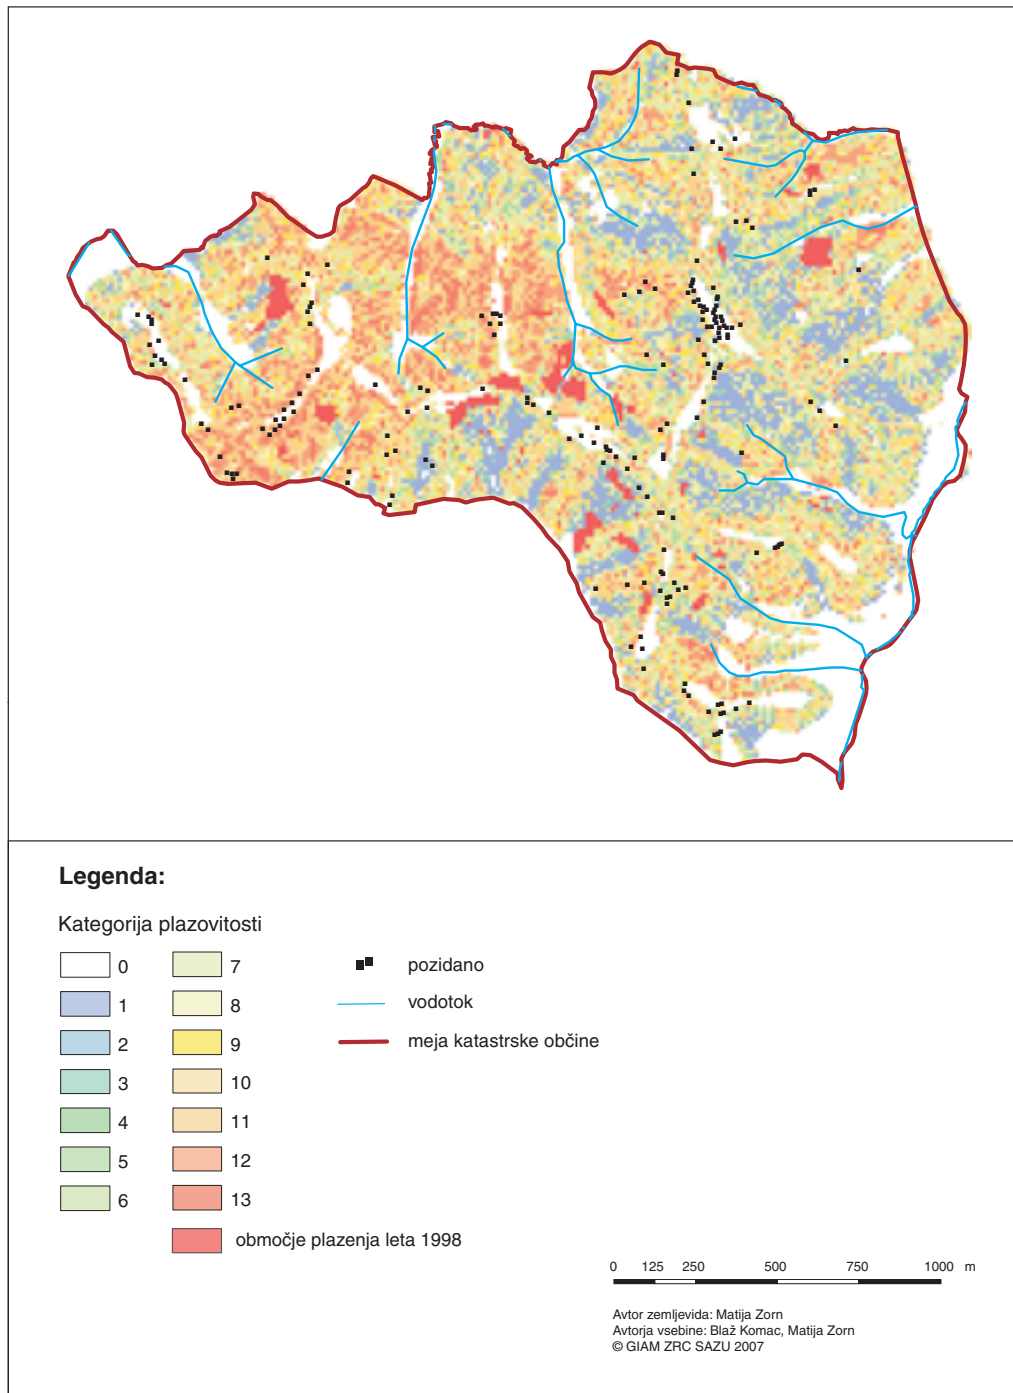 Legenda:
Kategorija plazovitosti
0
1
2
3
4
5
6
7
8
9
10
11
12
13
območje plazenja leta 1998
pozidano
vodotok
meja katastrske občine
0 125 250 500 750 1000 m
Avtor zemljevida: Matija Zorn
Avtorja vsebine: Blaž Komac, Matija Zorn
© GIAM ZRC SAZU 2007